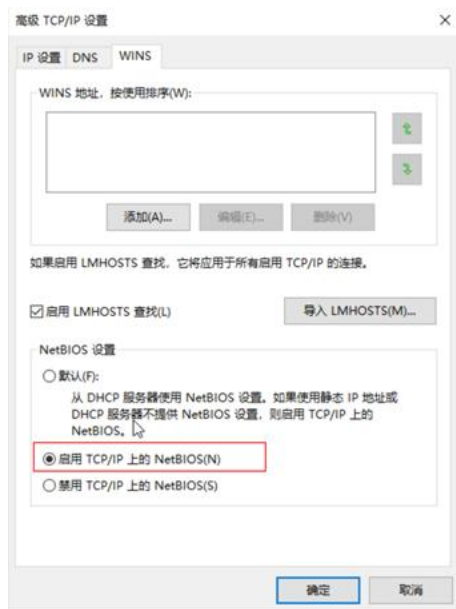 高级 TCP/IP 设置
IP 设置 DNS WINS
WINS 地址，按使用排序(W):
添加(A)... 编辑(E)... 删除(V)
如果启用 LMHOSTS 查找，它将应用于所有启用 TCP/IP 的连接。
启用 LMHOSTS 查找(L) 导入 LMHOSTS(M)...
NetBIOS 设置
默认(F):
从 DHCP 服务器使用 NetBIOS 设置。如果使用静态 IP 地址或
DHCP 服务器不提供 NetBIOS 设置，则启用 TCP/IP 上的
NetBIOS。
启用 TCP/IP 上的 NetBIOS(N)
禁用 TCP/IP 上的 NetBIOS(S)
确定 取消